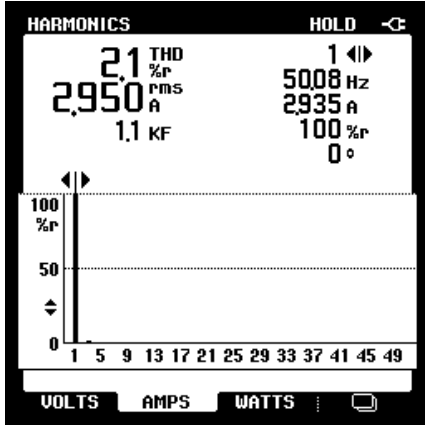 HARMONICS HOLD
2.1 THD %r
2.950 rms A
1.1 KF
1
50.08 Hz
2.935 A
100 %r
0 °
100
%r
50
0
1 5 9 13 17 21 25 29 33 37 41 45 49
VOLTS AMPS WATTS